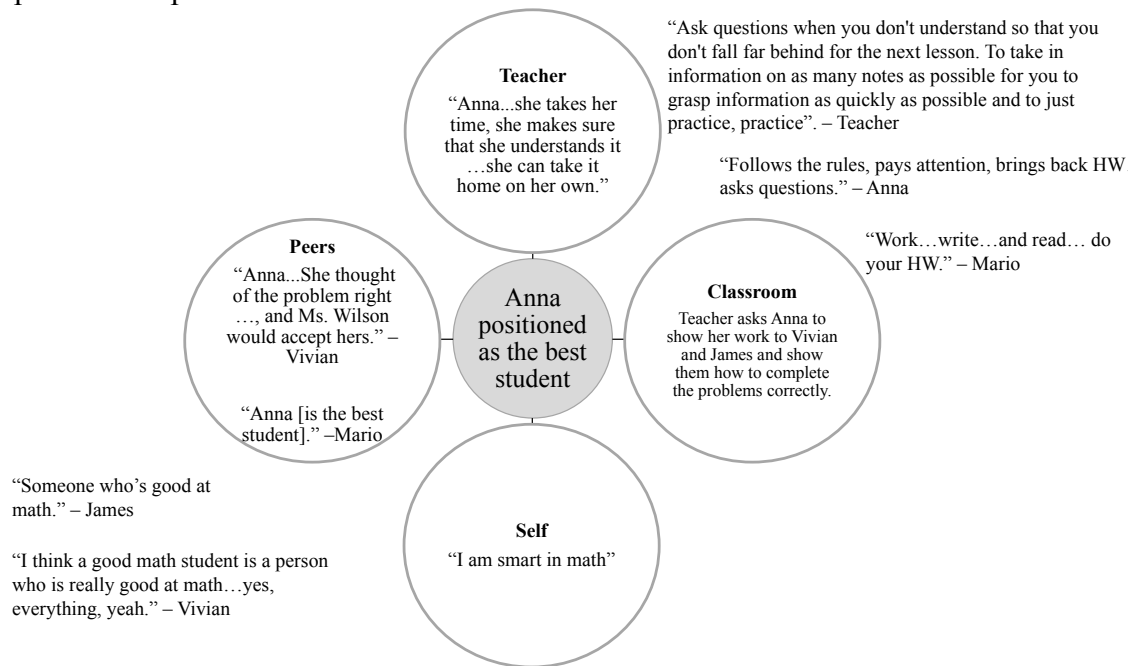 Teacher
“Anna...she takes her
time, she makes sure
that she understands it
…she can take it
home on her own.”
“Ask questions when you don't understand so that you
don't fall far behind for the next lesson. To take in
information on as many notes as possible for you to
grasp information as quickly as possible and to just
practice, practice”. – Teacher
“Follows the rules, pays attention, brings back HW
asks questions.” – Anna
“Work…write…and read… do
your HW.” – Mario
Peers
“Anna...She thought
of the problem right
…, and Ms. Wilson
would accept hers.” –
Vivian
“Anna [is the best
student].” –Mario
Anna
positioned
as the best
student
Classroom
Teacher asks Anna to
show her work to Vivian
and James and show
them how to complete
the problems correctly.
“Someone who’s good at
math.” – James
“I think a good math student is a person
who is really good at math…yes,
everything, yeah.” – Vivian
Self
“I am smart in math”